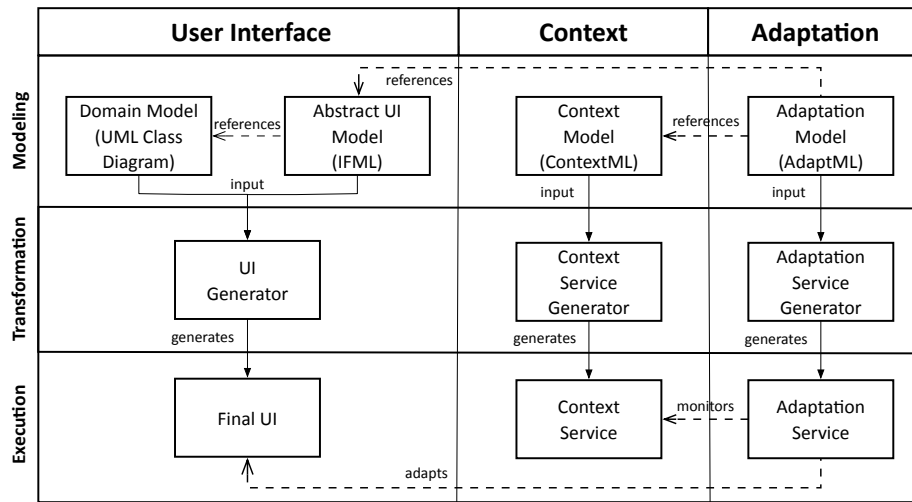 User Interface
Context
Adaptation
Modeling
references
Domain Model
(UML Class
Diagram)
references
Abstract UI
Model
(IFML)
Context
Model
(ContextML)
references
Adaptation
Model
(AdaptML)
input
input
input
Transformation
UI
Generator
Context
Service
Generator
Adaptation
Service
Generator
generates
generates
generates
Execution
Final UI
Context
Service
monitors
Adaptation
Service
adapts